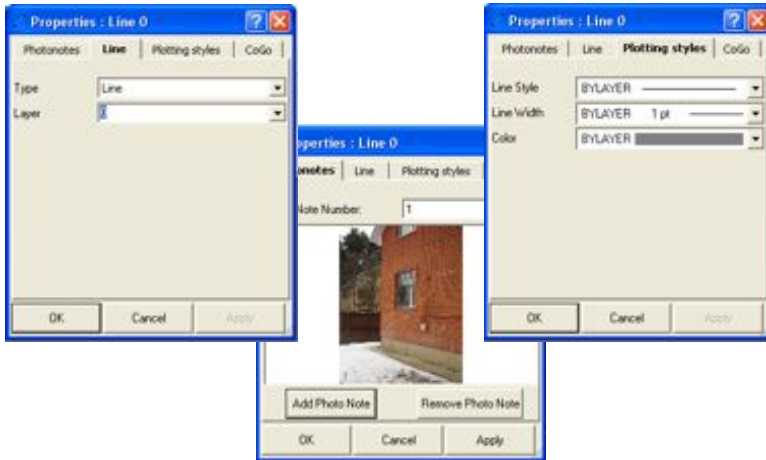 Properties : Line 0
Photonotes Line Plotting styles CoGo
Type Line
Layer 0
OK Cancel Apply
operties : Line 0
onotes Line Plotting styles
Note Number: 1
Add Photo Note Remove Photo Note
OK Cancel Apply
Properties : Line 0
Photonotes Line Plotting styles CoGo
Line Style BYLAYER
Line Width BYLAYER 1 pt
Color BYLAYER
OK Cancel Apply